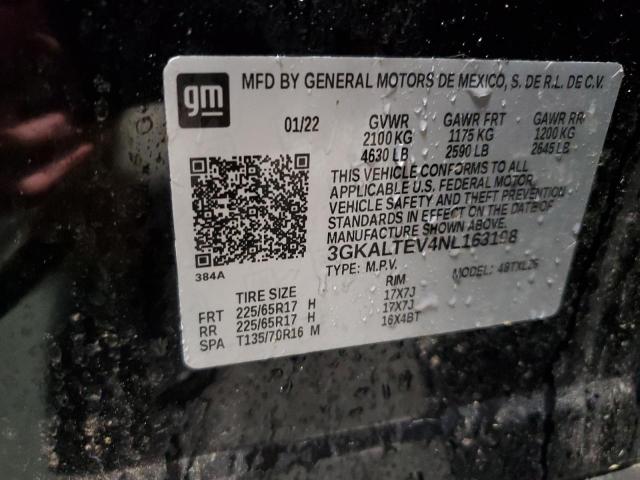 gm
MFD BY GENERAL MOTORS DE MEXICO, S. DE R.L. DE C.V.
01/22 GVWR GAWR FRT GAWR RR
2100 KG 1175 KG 1200 KG
4630 LB 2590 LB 2645 LB
THIS VEHICLE CONFORMS TO ALL
APPLICABLE U.S. FEDERAL MOTOR
VEHICLE SAFETY AND THEFT PREVENTION
STANDARDS IN EFFECT ON THE DATE OF
MANUFACTURE SHOWN ABOVE.
3GKALTEV4NL163198
384A
TYPE: M.P.V. MODEL: 4BTXL26
TIRE SIZE RIM
FRT 225/65R17 H 17X7J
RR 225/65R17 H 17X7J
SPA T135/70R16 M 16X4BT